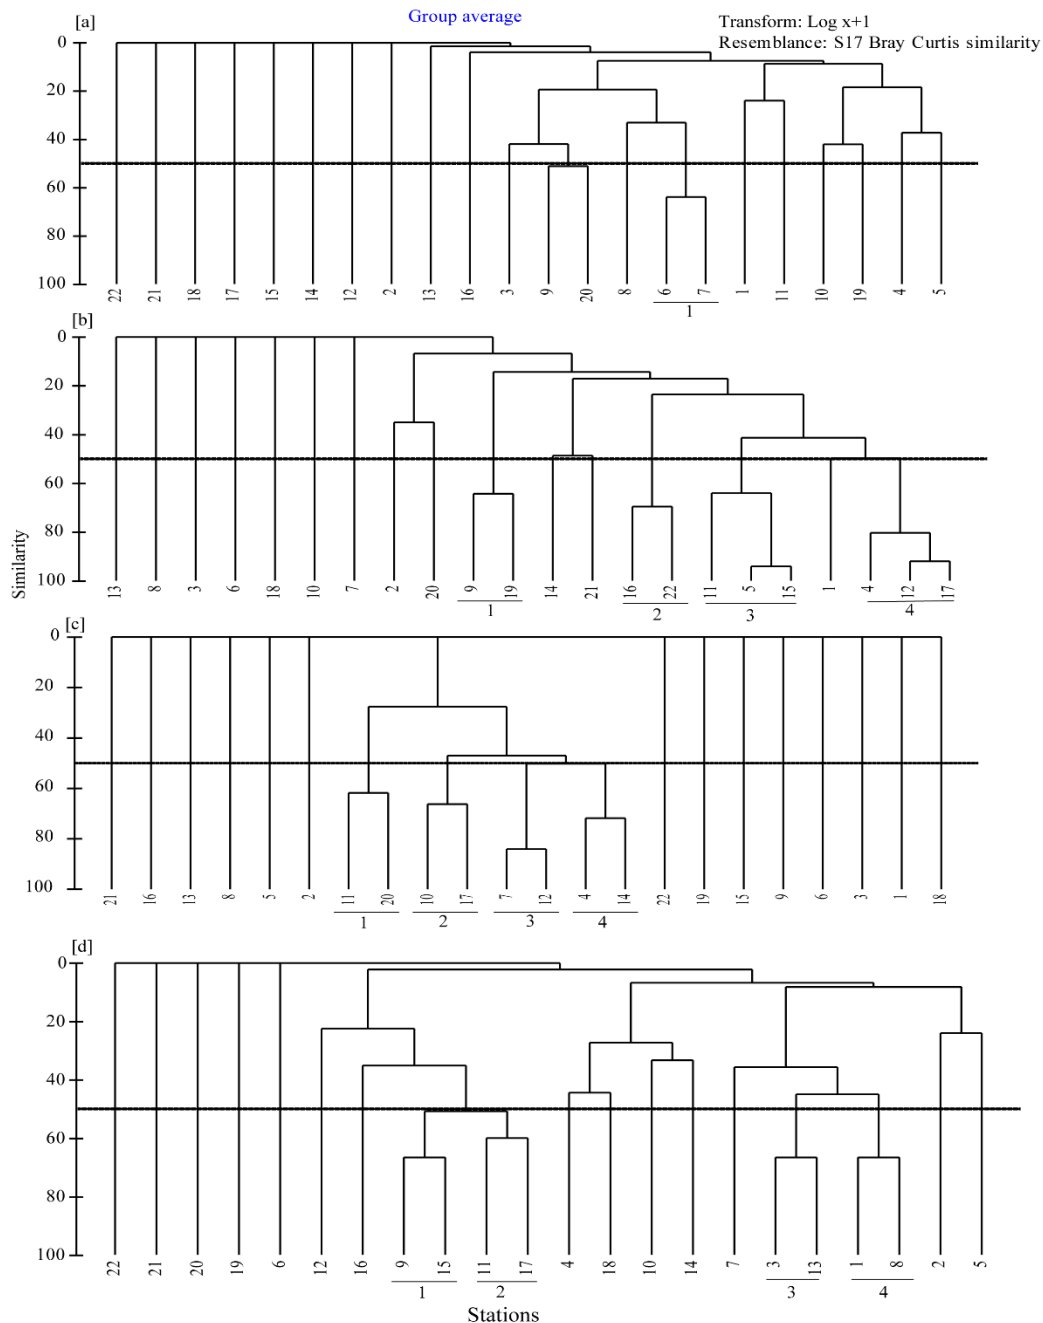 [a]
Group average
Transform: Log x+1
Resemblance: S17 Bray Curtis similarity
0
20
40
60
80
100
22 21 18 17 15 14 12 2 13 16 3 9 20 8 6 7 1 11 10 19 4 5
1
[b]
0
20
40
60
80
100
13 8 3 6 18 10 7 2 20 9 19 14 21 16 22 11 5 15 1 4 12 17
1 2 3 4
Similarity
[c]
0
20
40
60
80
100
21 16 13 8 5 2 11 20 10 17 7 12 4 14 22 19 15 9 6 3 1 18
1 2 3 4
[d]
0
20
40
60
80
100
22 21 20 19 6 12 16 9 15 11 17 4 18 10 14 7 3 13 1 8 2 5
1 2 3 4
Stations